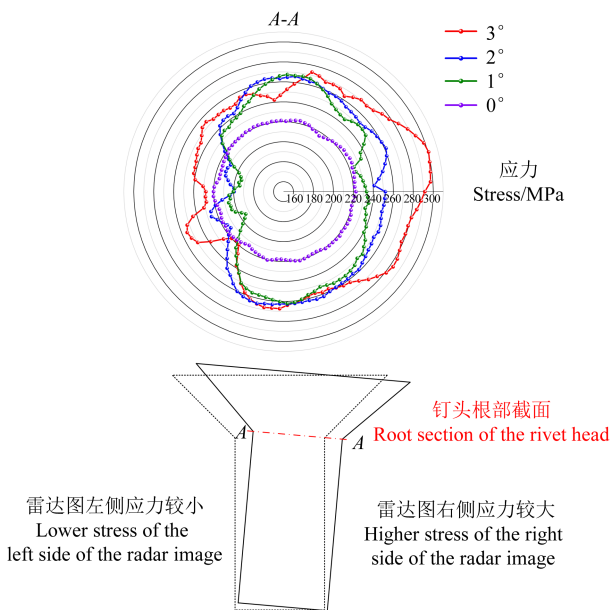 A-A
3°
2°
1°
0°
应力
Stress/MPa
160 180 200 220 240 260 280 300
钉头根部截面
Root section of the rivet head
A
A
雷达图左侧应力较小
Lower stress of the
left side of the radar image
雷达图右侧应力较大
Higher stress of the right
side of the radar image